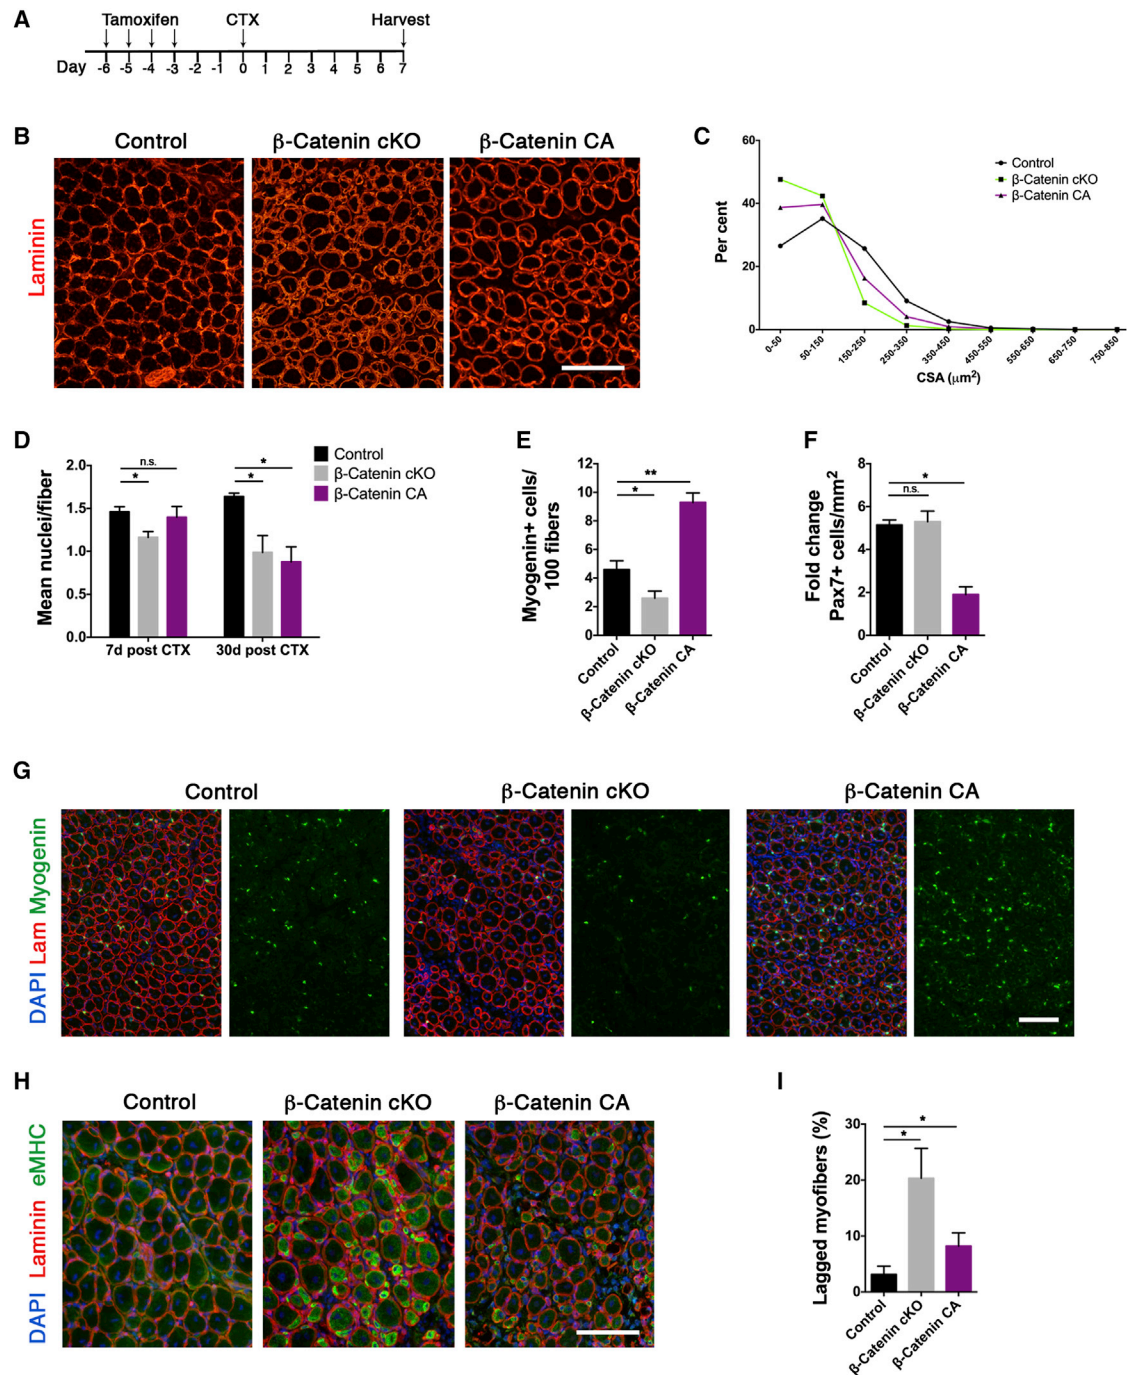 A
Tamoxifen CTX Harvest
Day -6 -5 -4 -3 -2 -1 0 1 2 3 4 5 6 7
B
Control β-Catenin cKO β-Catenin CA
Laminin
C
Per cent
60
40
20
0
Control
β-Catenin cKO
β-Catenin CA
0-50 50-150 150-250 250-350 350-450 450-550 550-650 650-750 750-850
CSA (μm²)
D
Mean nuclei/fiber
2.0
1.5
1.0
0.5
0.0
n.s.
*
*
*
Control
β-Catenin cKO
β-Catenin CA
7d post CTX 30d post CTX
E
Myogenin+ cells/
100 fibers
12
10
8
6
4
2
0
**
*
Control
β-Catenin cKO
β-Catenin CA
F
Fold change
Pax7+ cells/mm²
8
6
4
2
0
*
n.s.
Control
β-Catenin cKO
β-Catenin CA
G
Control β-Catenin cKO β-Catenin CA
DAPI Lam Myogenin
H
Control β-Catenin cKO β-Catenin CA
DAPI Laminin eMHC
I
Lagged myofibers (%)
30
20
10
0
*
*
Control
β-Catenin cKO
β-Catenin CA